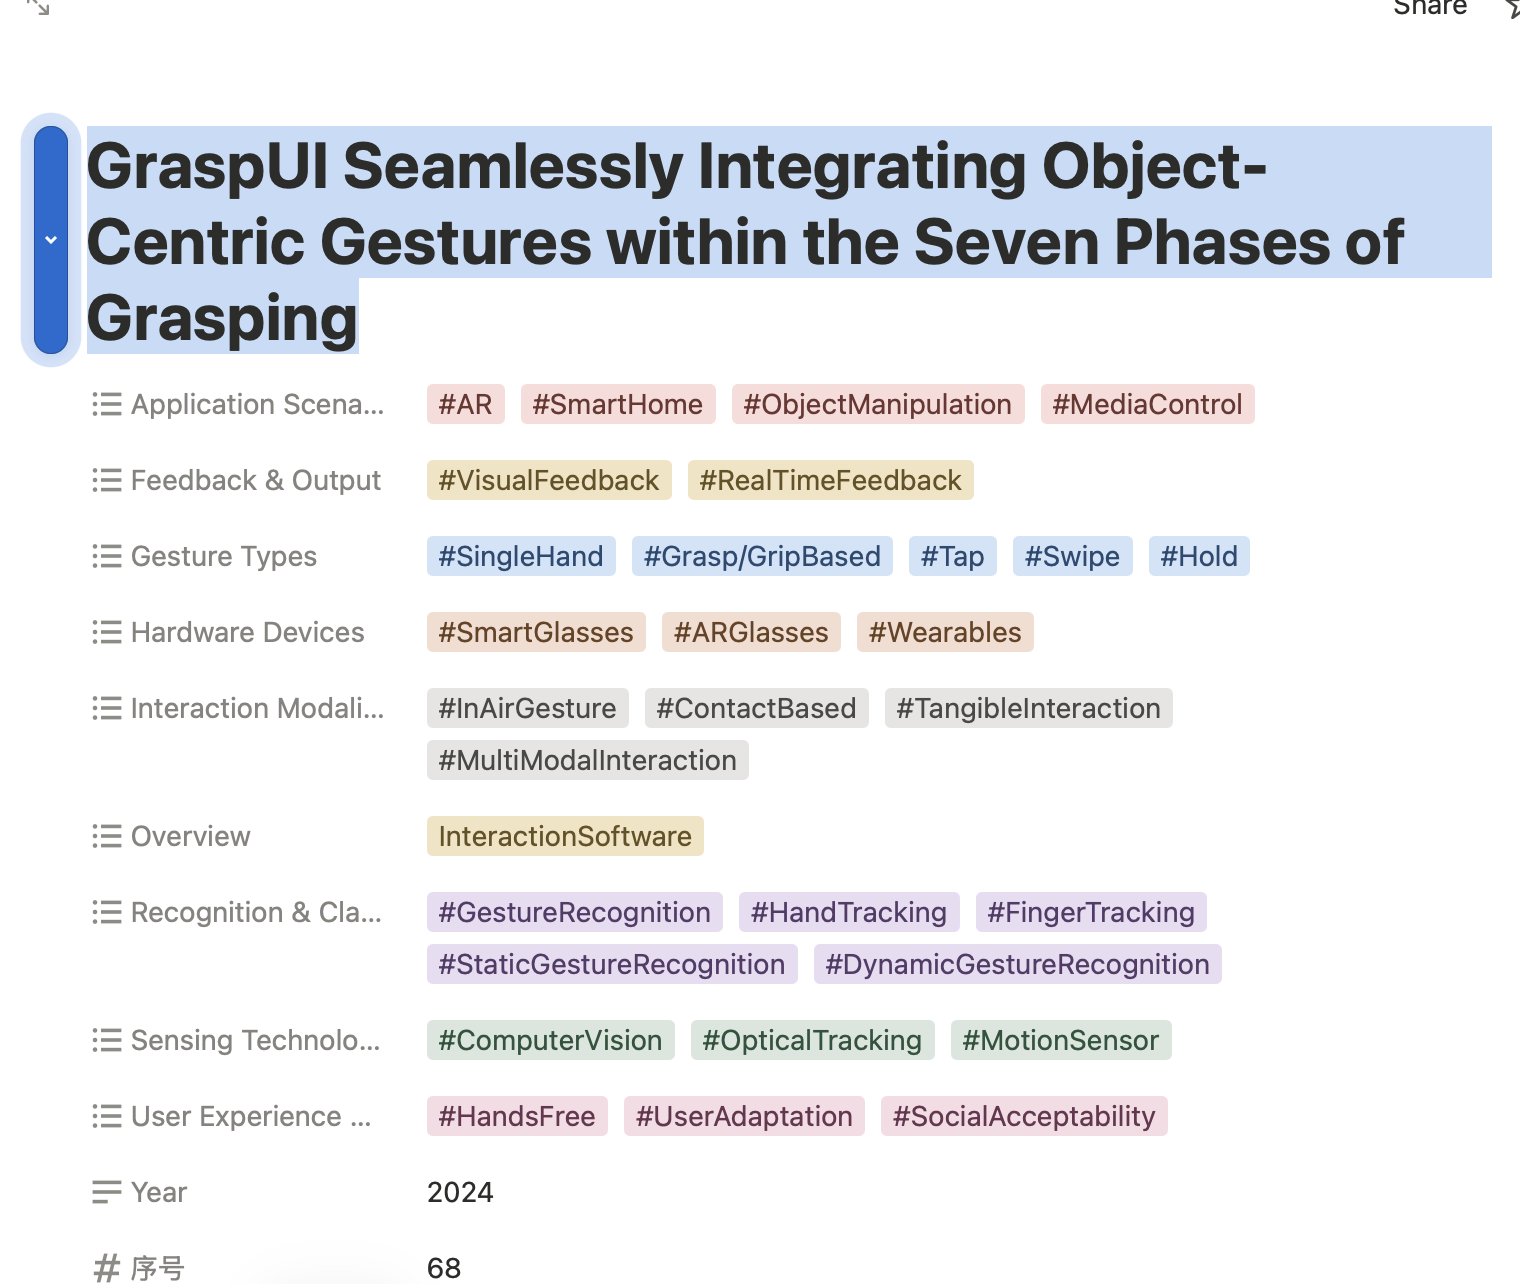 Share
GraspUI Seamlessly Integrating Object-
Centric Gestures within the Seven Phases of
Grasping
Application Scena... #AR #SmartHome #ObjectManipulation #MediaControl
Feedback & Output #VisualFeedback #RealTimeFeedback
Gesture Types #SingleHand #Grasp/GripBased #Tap #Swipe #Hold
Hardware Devices #SmartGlasses #ARGlasses #Wearables
Interaction Modali... #InAirGesture #ContactBased #TangibleInteraction
#MultiModalInteraction
Overview InteractionSoftware
Recognition & Cla... #GestureRecognition #HandTracking #FingerTracking
#StaticGestureRecognition #DynamicGestureRecognition
Sensing Technolo... #ComputerVision #OpticalTracking #MotionSensor
User Experience ... #HandsFree #UserAdaptation #SocialAcceptability
Year 2024
# 序号 68